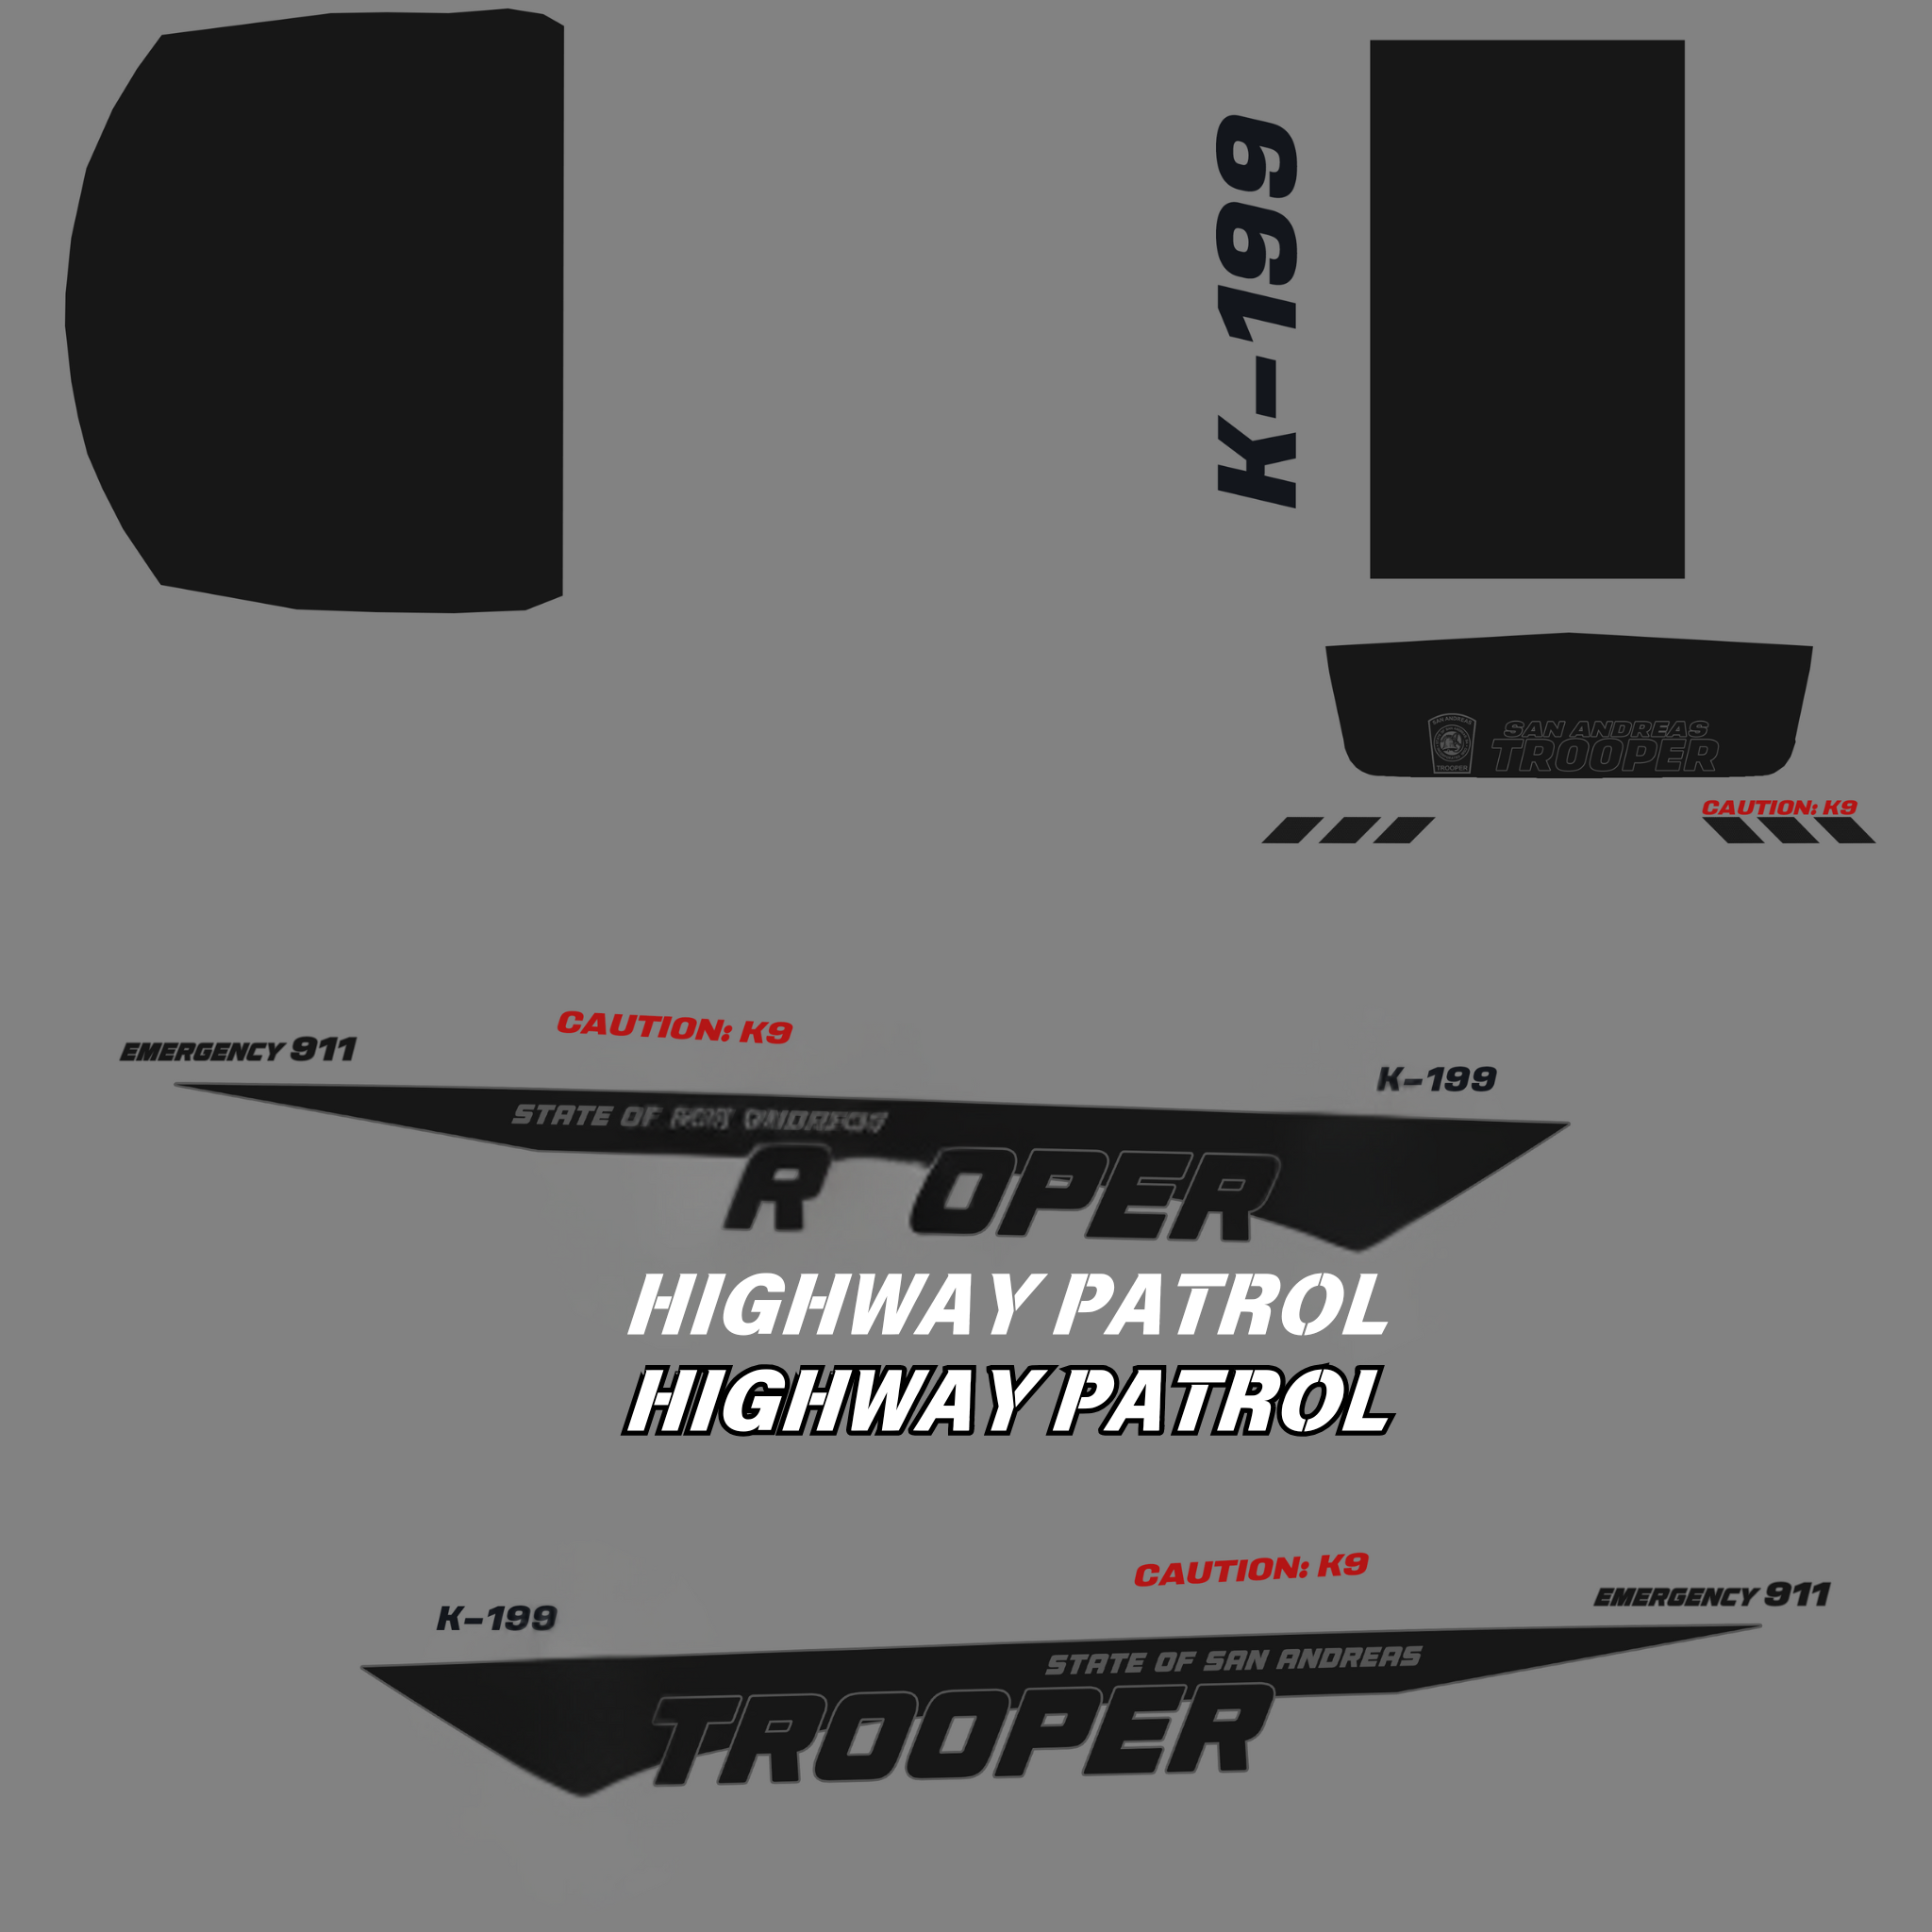 K-199
SAN ANDREAS
TROOPER
SAN ANDREAS
TROOPER
CAUTION: K9
CAUTION: K9
EMERGENCY 911
K-199
STATE OF
R OPER
HIGHWAY PATROL
HIGHWAY PATROL
CAUTION: K9
EMERGENCY 911
K-199
STATE OF SAN ANDREAS
TROOPER